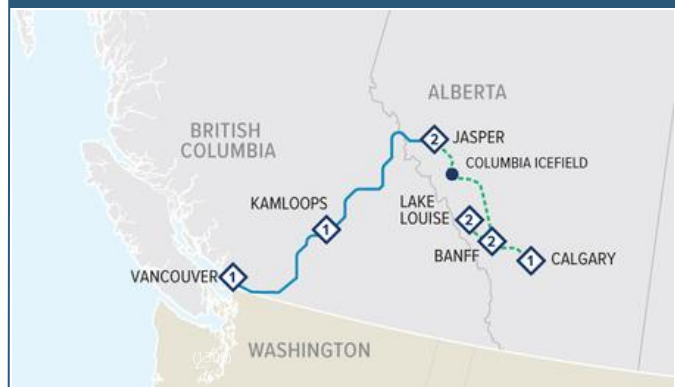 ALBERTA
BRITISH
COLUMBIA
2
JASPER
COLUMBIA ICEFIELD
KAMLOOPS
1
LAKE
LOUISE
2
BANFF
2
1
CALGARY
VANCOUVER
1
WASHINGTON